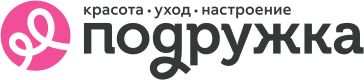 красота • уход • настроение
подружка